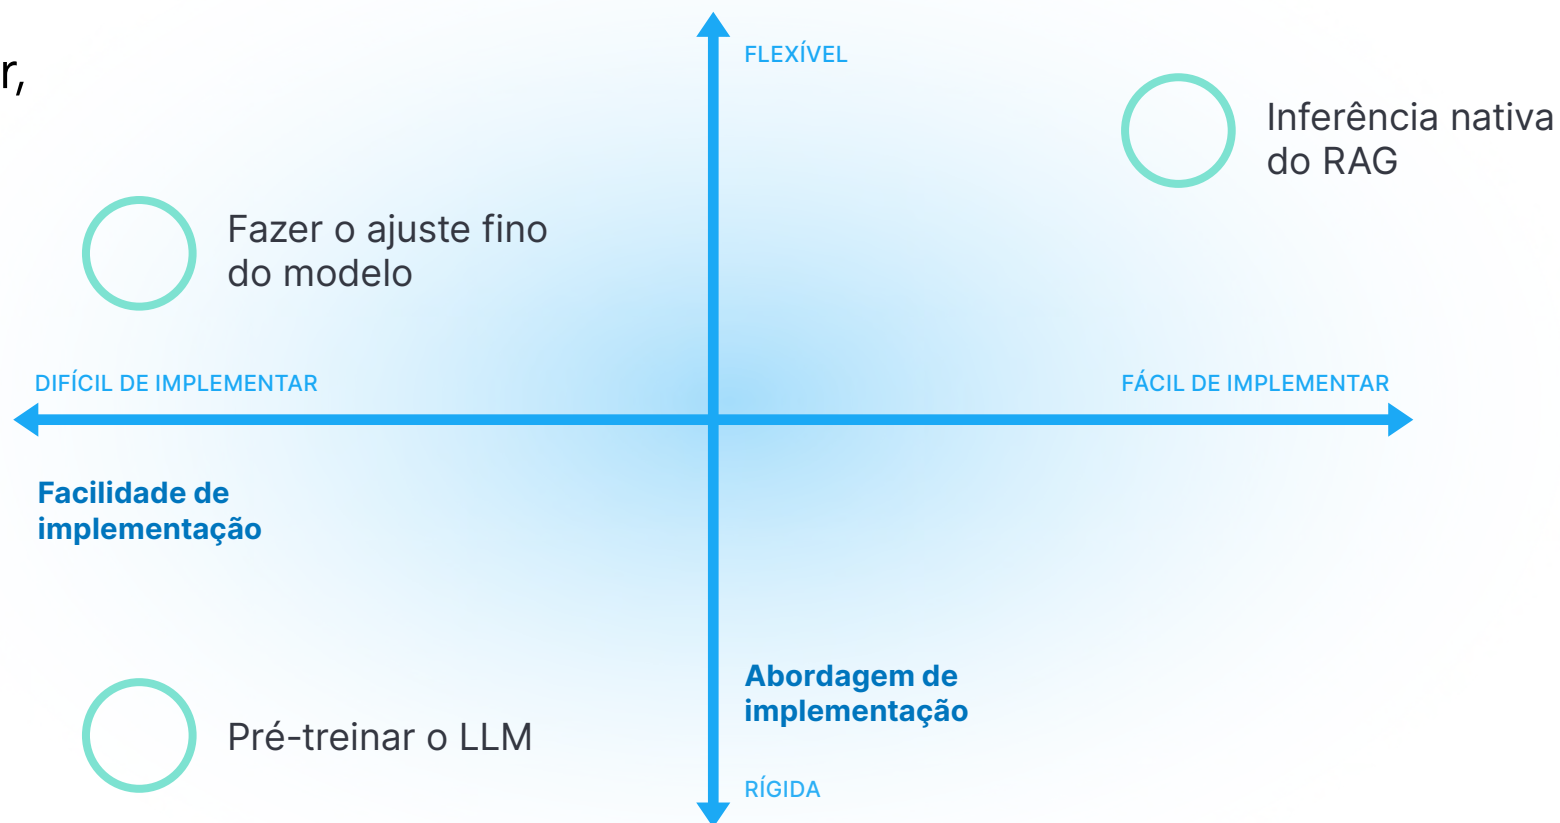 r,
FLEXÍVEL
Inferência nativa
do RAG
Fazer o ajuste fino
do modelo
DIFÍCIL DE IMPLEMENTAR
FÁCIL DE IMPLEMENTAR
Facilidade de
implementação
Abordagem de
implementação
Pré-treinar o LLM
RÍGIDA